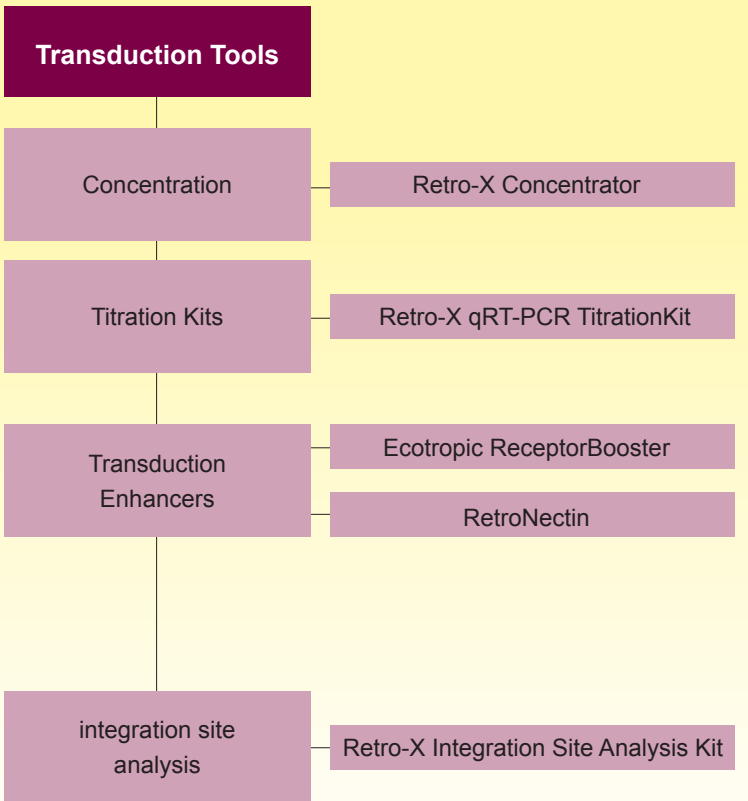 Transduction Tools
Concentration
Retro-X Concentrator
Titration Kits
Retro-X qRT-PCR TitrationKit
Transduction
Enhancers
Ecotropic ReceptorBooster
RetroNectin
integration site
analysis
Retro-X Integration Site Analysis Kit